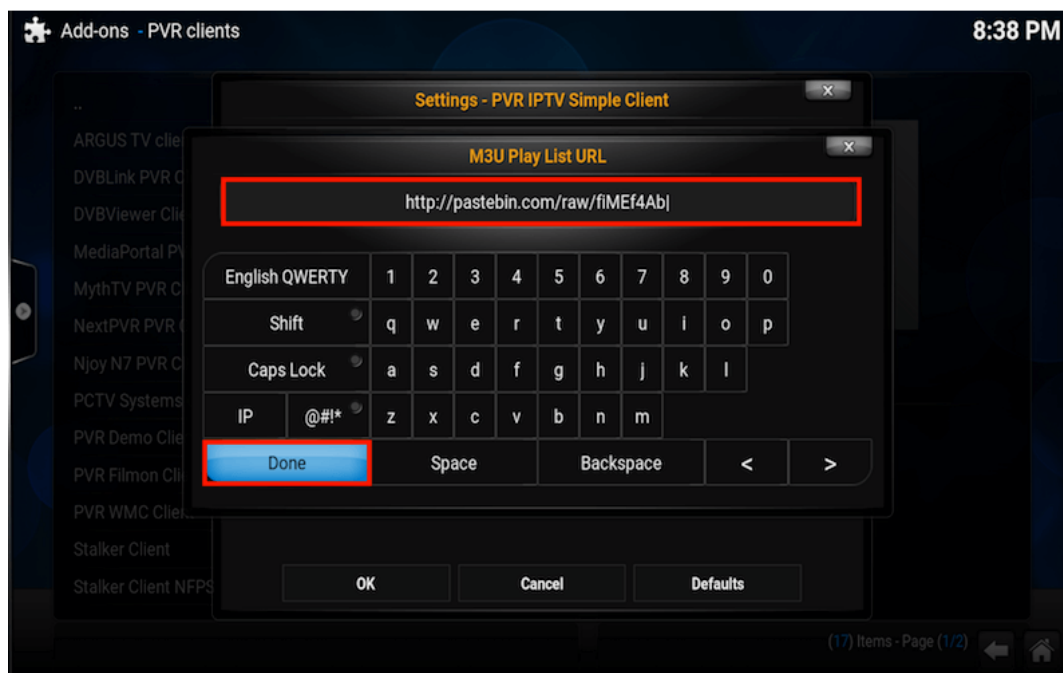 Add-ons - PVR clients
8:38 PM
Settings - PVR IPTV Simple Client
x
..
ARGUS TV clie
M3U Play List URL
x
DVBLink PVR C
http://pastebin.com/raw/fiMEf4Ab|
DVBViewer Clie
MediaPortal PV
English QWERTY 1 2 3 4 5 6 7 8 9 0
MythTV PVR C
Shift q w e r t y u i o p
NextPVR PVR
Njoy N7 PVR C
Caps Lock a s d f g h j k l
PCTV Systems
IP @#!* z x c v b n m
PVR Demo Clie
Done Space Backspace < >
PVR Filmon Cli
PVR WMC Client
Stalker Client
Stalker Client NFPS
OK Cancel Defaults
(17) Items - Page (1/2)